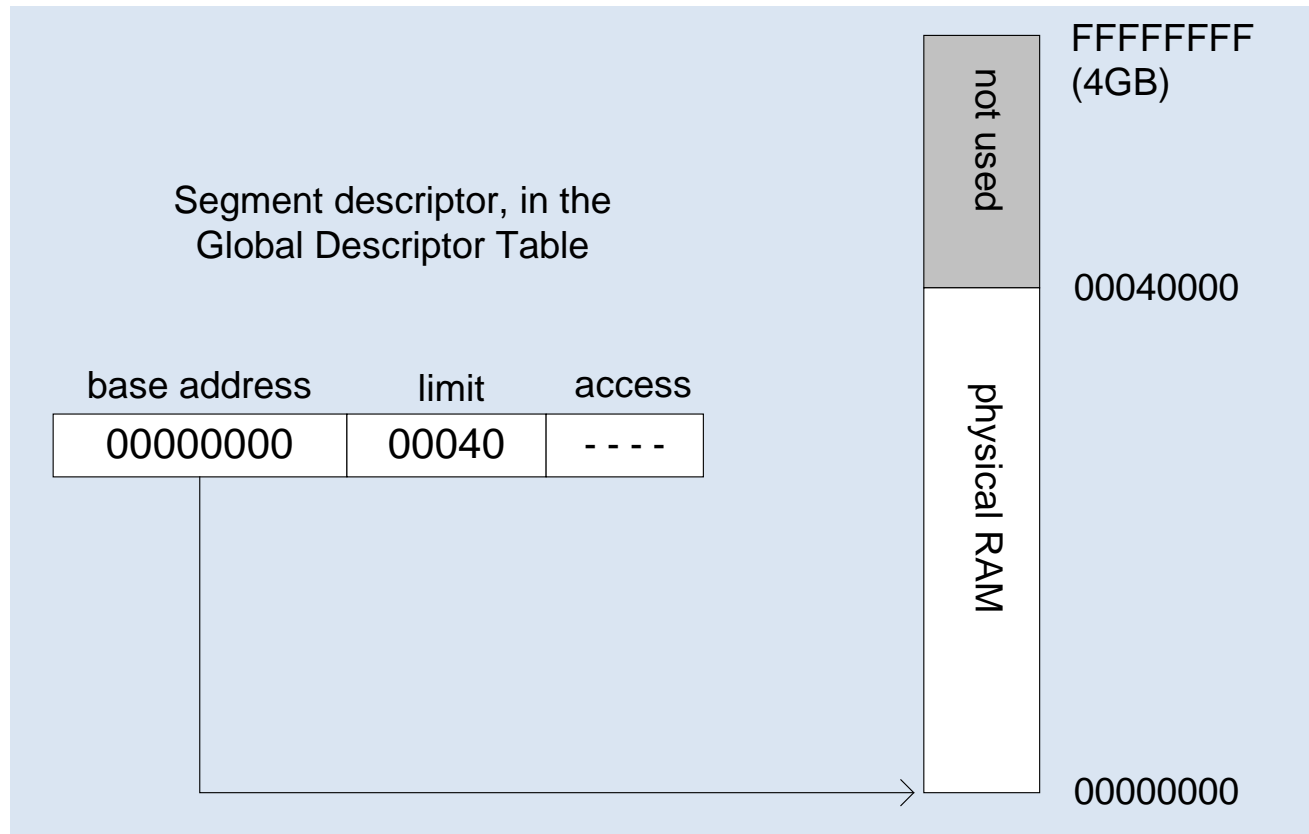 FFFFFFFF
(4GB)
not used
Segment descriptor, in the
Global Descriptor Table
00040000
base address
limit
access
00000000
00040
- - - -
physical RAM
00000000